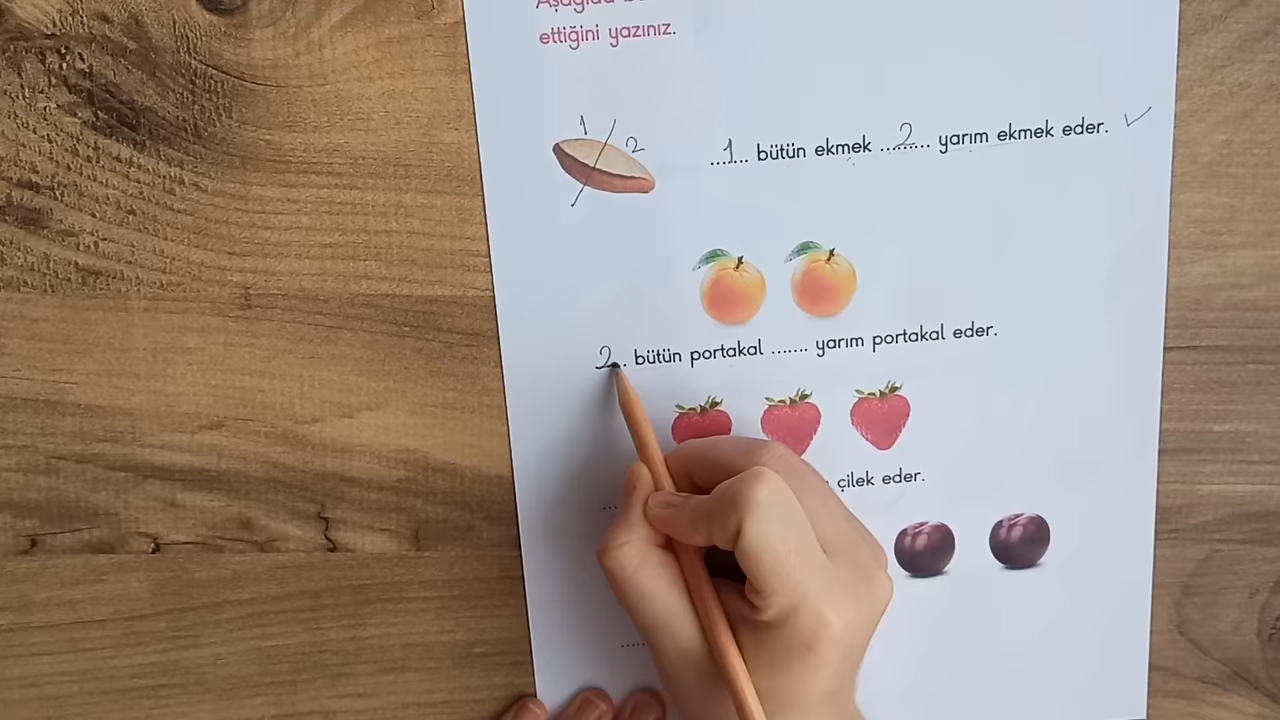 ettiğini yazınız.
1 2
...1... bütün ekmek ...2... yarım ekmek eder. ✓
2.. bütün portakal ....... yarım portakal eder.
... çilek eder.
.....